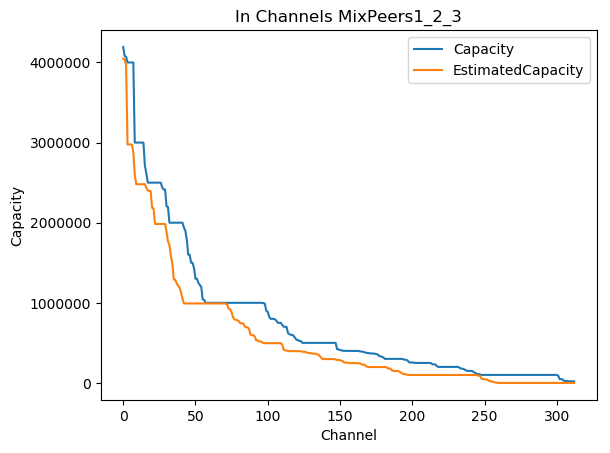 In Channels MixPeers1_2_3
Capacity
EstimatedCapacity
4000000
3000000
2000000
1000000
0
Capacity
0 50 100 150 200 250 300
Channel